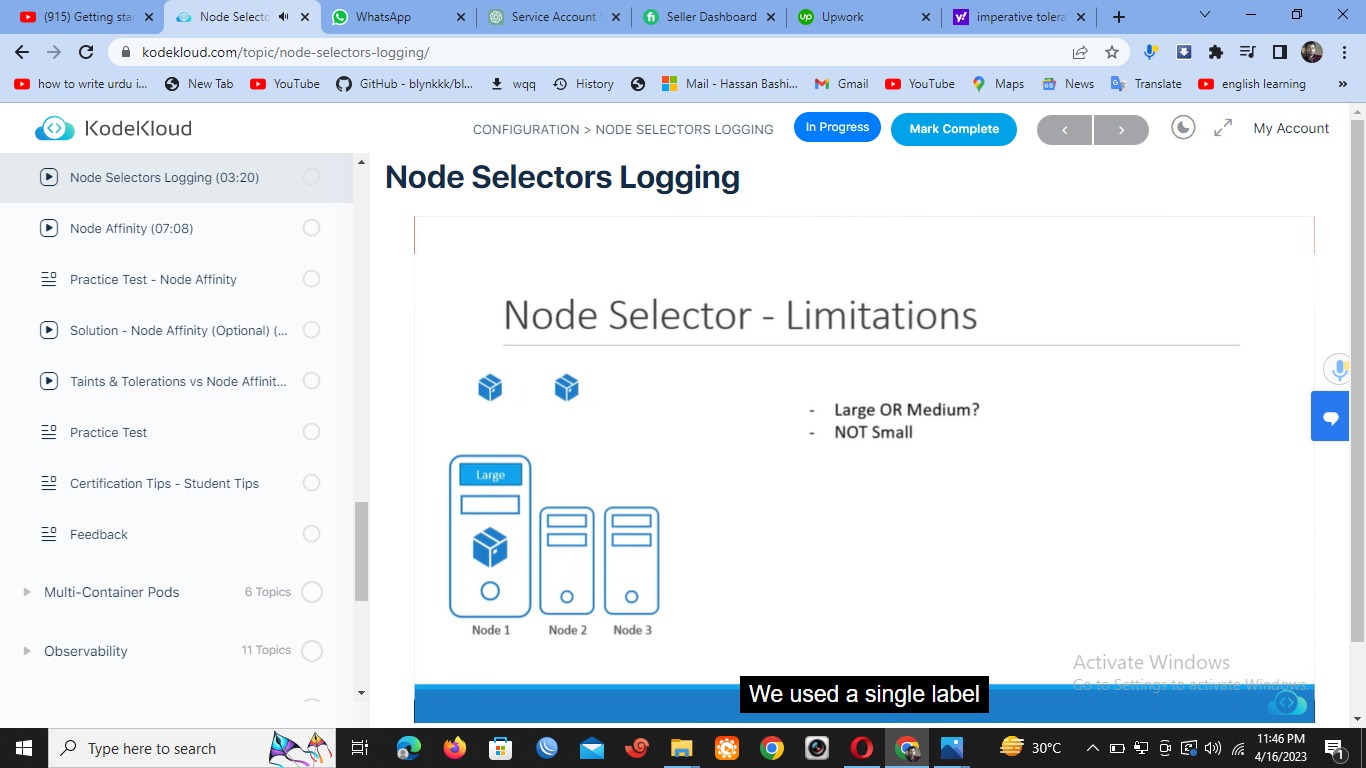 (915) Getting star
Node Selecto
WhatsApp
Service Account
Seller Dashboard
Upwork
imperative tolera
kodekloud.com/topic/node-selectors-logging/
how to write urdu i...
New Tab
YouTube
GitHub - blynkkk/bl...
wqq
History
Mail - Hassan Bashi...
Gmail
YouTube
Maps
News
Translate
english learning
»
KodeKloud
CONFIGURATION > NODE SELECTORS LOGGING
In Progress
Mark Complete
My Account
Node Selectors Logging (03:20)
Node Affinity (07:08)
Practice Test - Node Affinity
Solution - Node Affinity (Optional) (...
Taints & Tolerations vs Node Affinit...
Practice Test
Certification Tips - Student Tips
Feedback
Multi-Container Pods
6 Topics
Observability
11 Topics
Node Selectors Logging
Node Selector - Limitations
- Large OR Medium?
- NOT Small
Large
Node 1
Node 2
Node 3
We used a single label
Activate Windows
Go to Settings to activate Windows.
Type here to search
30°C
11:46 PM
4/16/2023
1